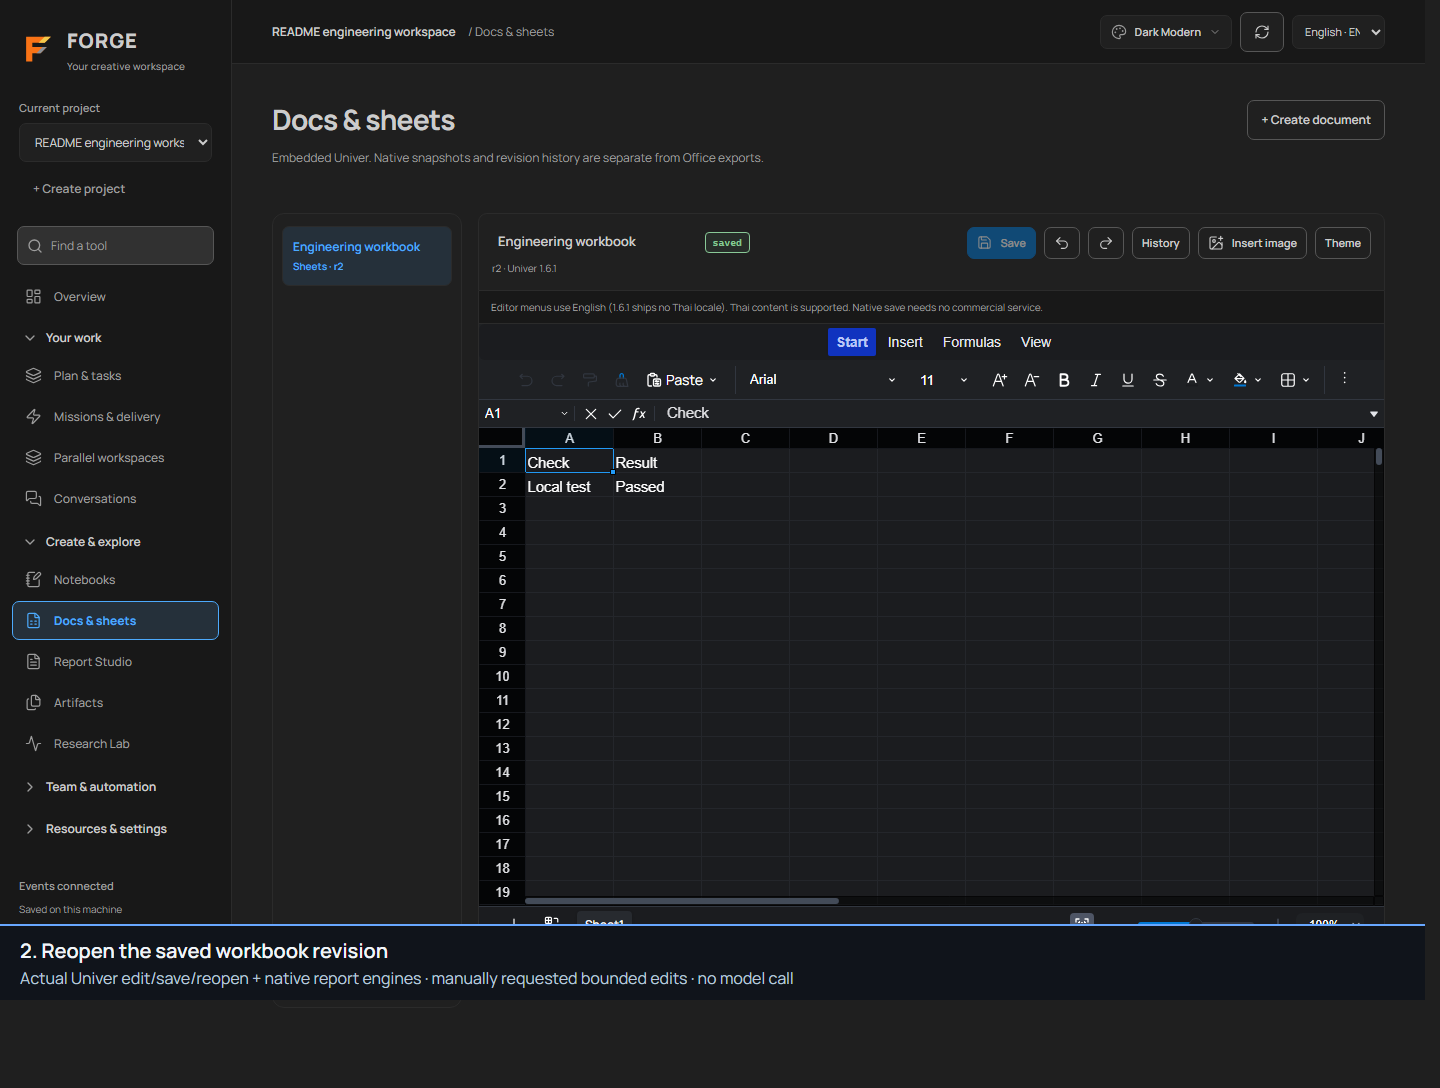 FORGE
Your creative workspace
Current project
README engineering works
+ Create project
Find a tool
Overview
Your work
Plan & tasks
Missions & delivery
Parallel workspaces
Conversations
Create & explore
Notebooks
Docs & sheets
Report Studio
Artifacts
Research Lab
Team & automation
Resources & settings
Events connected
Saved on this machine
README engineering workspace / Docs & sheets
Dark Modern
English · EN
Docs & sheets
+ Create document
Embedded Univer. Native snapshots and revision history are separate from Office exports.
Engineering workbook
Sheets · r2
Engineering workbook
saved
Save
History
Insert image
Theme
r2 · Univer 1.6.1
Editor menus use English (1.6.1 ships no Thai locale). Thai content is supported. Native save needs no commercial service.
Start Insert Formulas View
Paste Arial 11 A+ A- B I U S A
A1 fx Check
A B C D E F G H I J
1 Check Result
2 Local test Passed
3
4
5
6
7
8
9
10
11
12
13
14
15
16
17
18
19
Sheet1 100%
2. Reopen the saved workbook revision
Actual Univer edit/save/reopen + native report engines · manually requested bounded edits · no model call